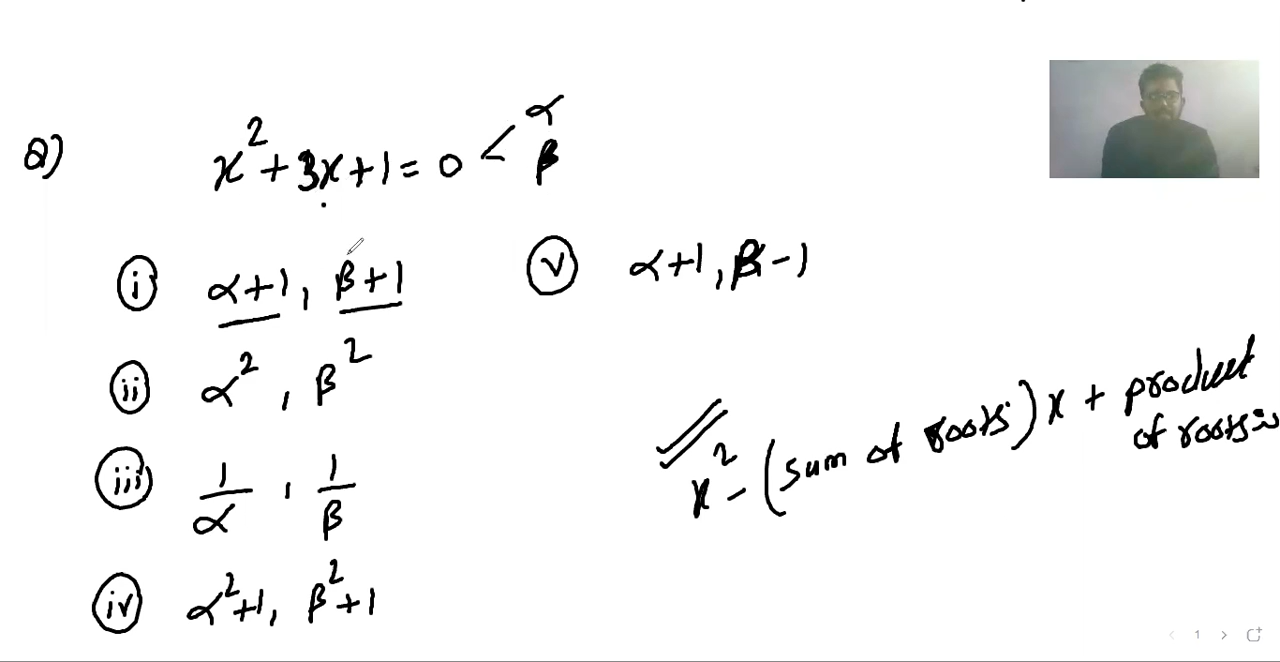 Q) x² + 3x + 1 = 0 < α
β
(i) α+1, β+1
(ii) α², β²
(iii) 1/α, 1/β
(iv) α²+1, β²+1
(v) α+1, β-1
x² - (sum of roots) x + product
of roots
1